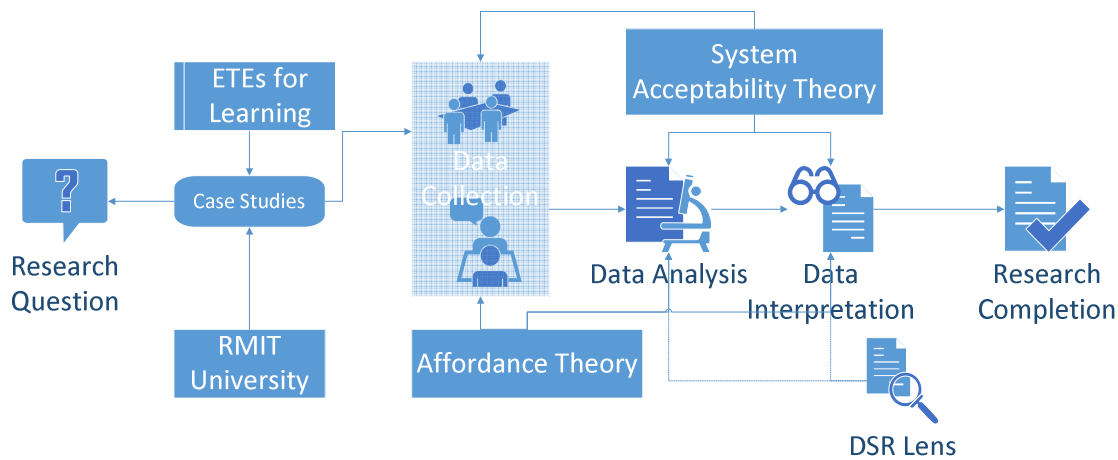 System
Acceptability Theory
ETEs for
Learning
Data
Collection
Case Studies
?
Research
Question
Data Analysis
Data
Interpretation
Research
Completion
RMIT
University
Affordance Theory
DSR Lens